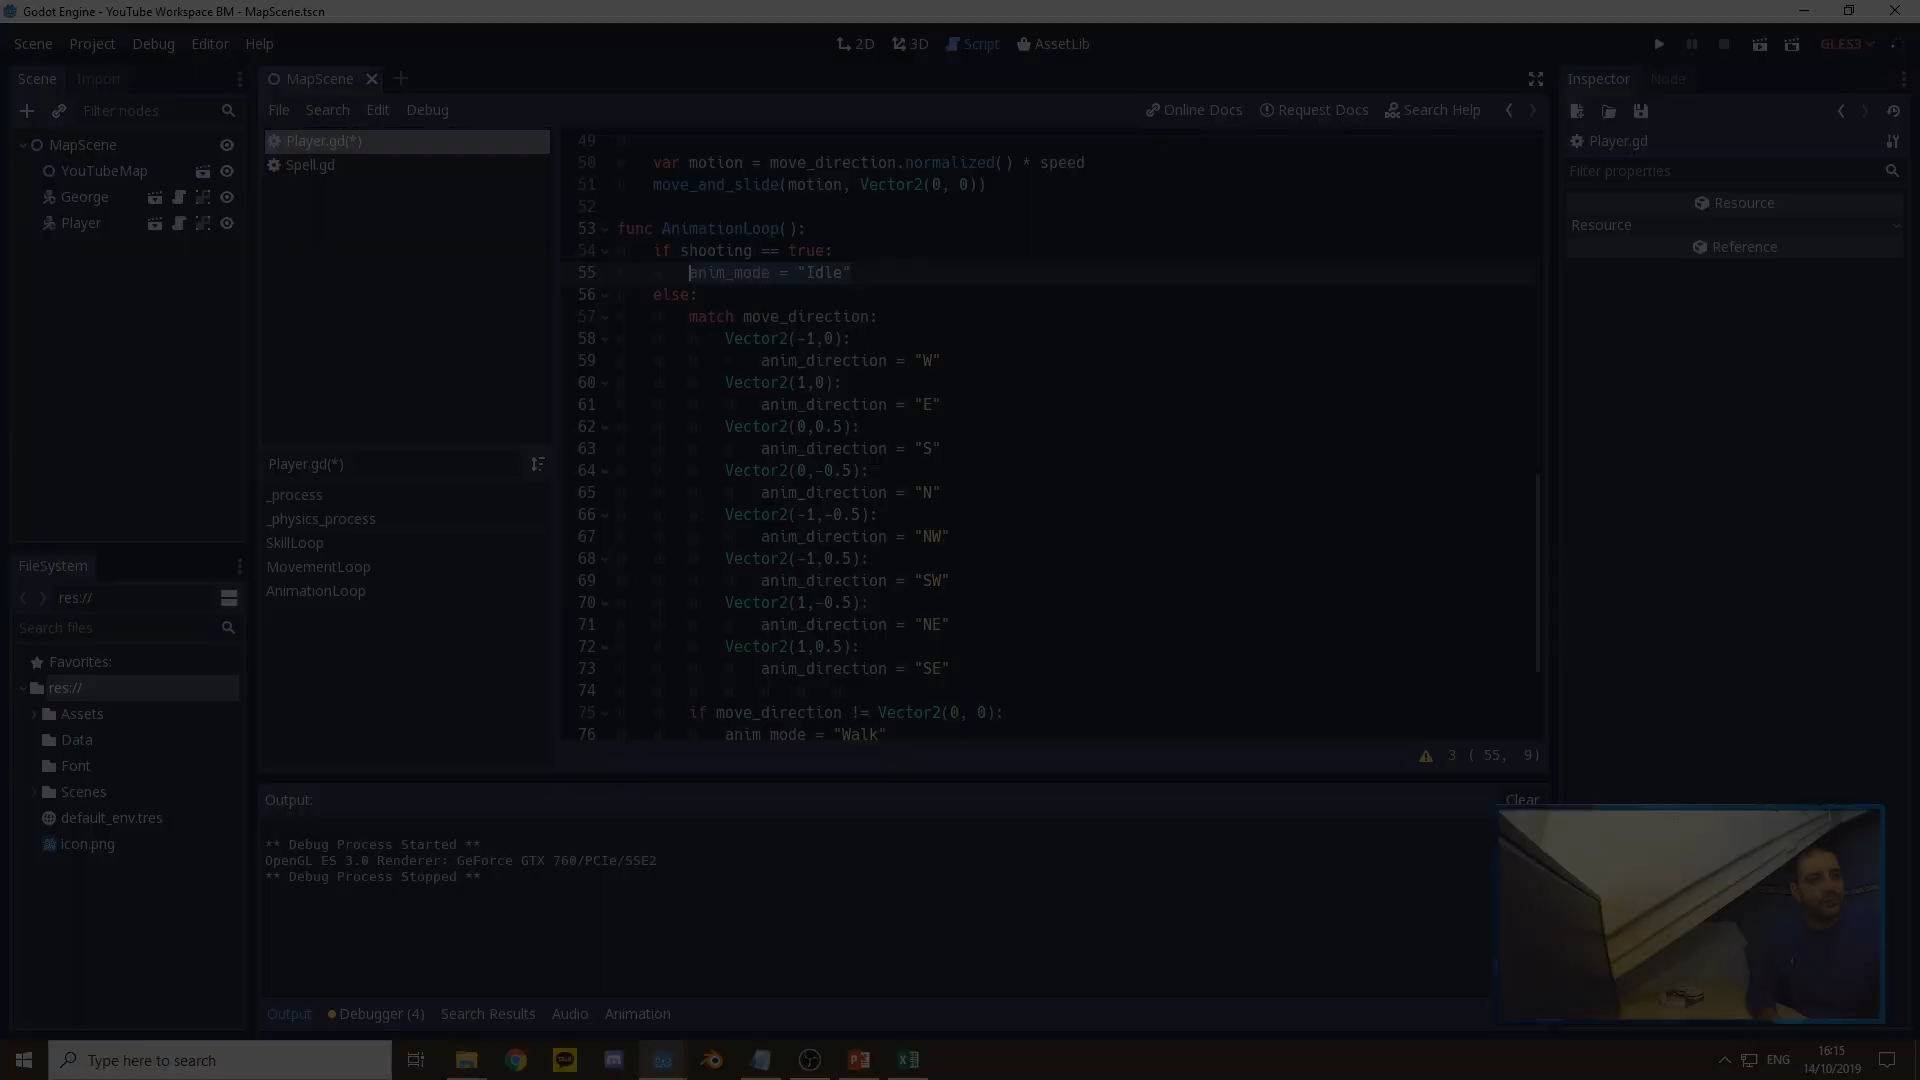 Godot Engine - YouTube Workspace BM - MapScene.tscn
Scene Project Debug Editor Help
2D 3D Script AssetLib
GLES3
Scene Import
MapScene
Inspector Node
Filter nodes
File Search Edit Debug
Online Docs Request Docs Search Help
MapScene
YouTubeMap
George
Player
Player.gd(*)
Spell.gd
Player.gd(*)
_process
_physics_process
SkillLoop
MovementLoop
AnimationLoop
49
50 var motion = move_direction.normalized() * speed
51 move_and_slide(motion, Vector2(0, 0))
52
53 func AnimationLoop():
54 if shooting == true:
55 anim_mode = "Idle"
56 else:
57 match move_direction:
58 Vector2(-1,0):
59 anim_direction = "W"
60 Vector2(1,0):
61 anim_direction = "E"
62 Vector2(0,0.5):
63 anim_direction = "S"
64 Vector2(0,-0.5):
65 anim_direction = "N"
66 Vector2(-1,-0.5):
67 anim_direction = "NW"
68 Vector2(-1,0.5):
69 anim_direction = "SW"
70 Vector2(1,-0.5):
71 anim_direction = "NE"
72 Vector2(1,0.5):
73 anim_direction = "SE"
74
75 if move_direction != Vector2(0, 0):
76 anim_mode = "Walk"
3 ( 55, 9)
Player.gd
Filter properties
Resource
Resource
Reference
FileSystem
res://
Search files
Favorites:
res://
Assets
Data
Font
Scenes
default_env.tres
icon.png
Output:
Clear
** Debug Process Started **
OpenGL ES 3.0 Renderer: GeForce GTX 760/PCIe/SSE2
** Debug Process Stopped **
Output Debugger (4) Search Results Audio Animation
Type here to search
ENG
16:15
14/10/2019